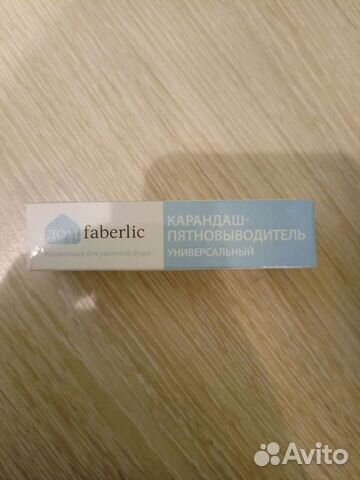 дом faberlic
косметика для уютного дома
КАРАНДАШ-
ПЯТНОВЫВОДИТЕЛЬ
УНИВЕРСАЛЬНЫЙ
Avito